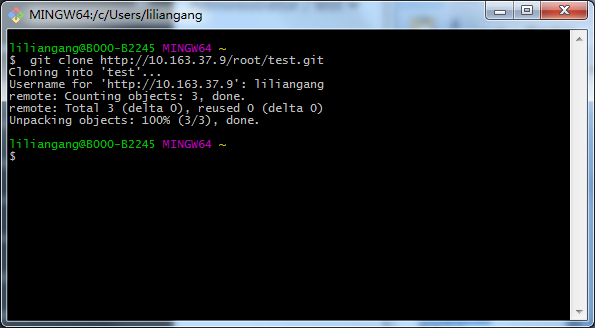 MINGW64:/c/Users/liliangang
liliangang@B000-B2245 MINGW64 ~
$  git clone http://10.163.37.9/root/test.git
Cloning into 'test'...
Username for 'http://10.163.37.9': liliangang
remote: Counting objects: 3, done.
remote: Total 3 (delta 0), reused 0 (delta 0)
Unpacking objects: 100% (3/3), done.
liliangang@B000-B2245 MINGW64 ~
$